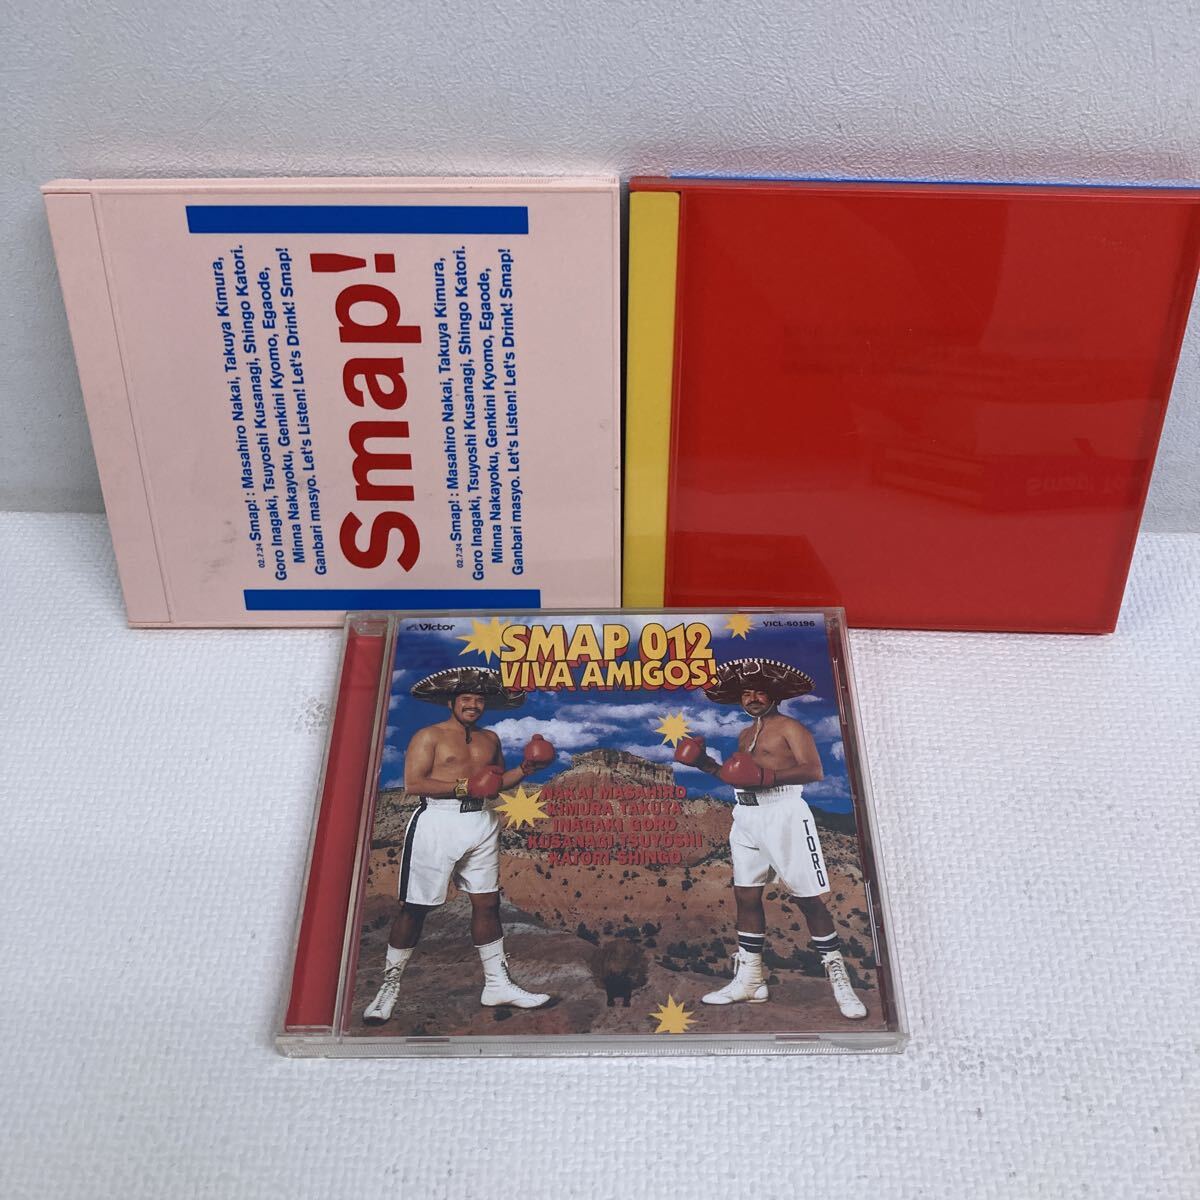 02.7.24 Smap! : Masahiro Nakai, Takuya Kimura,
Goro Inagaki, Tsuyoshi Kusanagi, Shingo Katori.
Minna Nakayoku, Genkini Kyomo, Egaode,
Ganbari masyo. Let's Listen! Let's Drink! Smap!
Smap!
02.7.24 Smap! : Masahiro Nakai, Takuya Kimura,
Goro Inagaki, Tsuyoshi Kusanagi, Shingo Katori.
Minna Nakayoku, Genkini Kyomo, Egaode,
Ganbari masyo. Let's Listen! Let's Drink! Smap!
Smap!
Victor
VICL-60196
SMAP 012
VIVA AMIGOS!
NAKAI MASAHIRO
KIMURA TAKUYA
INAGAKI GORO
KUSANAGI TSUYOSHI
KATORI SHINGO
TORO